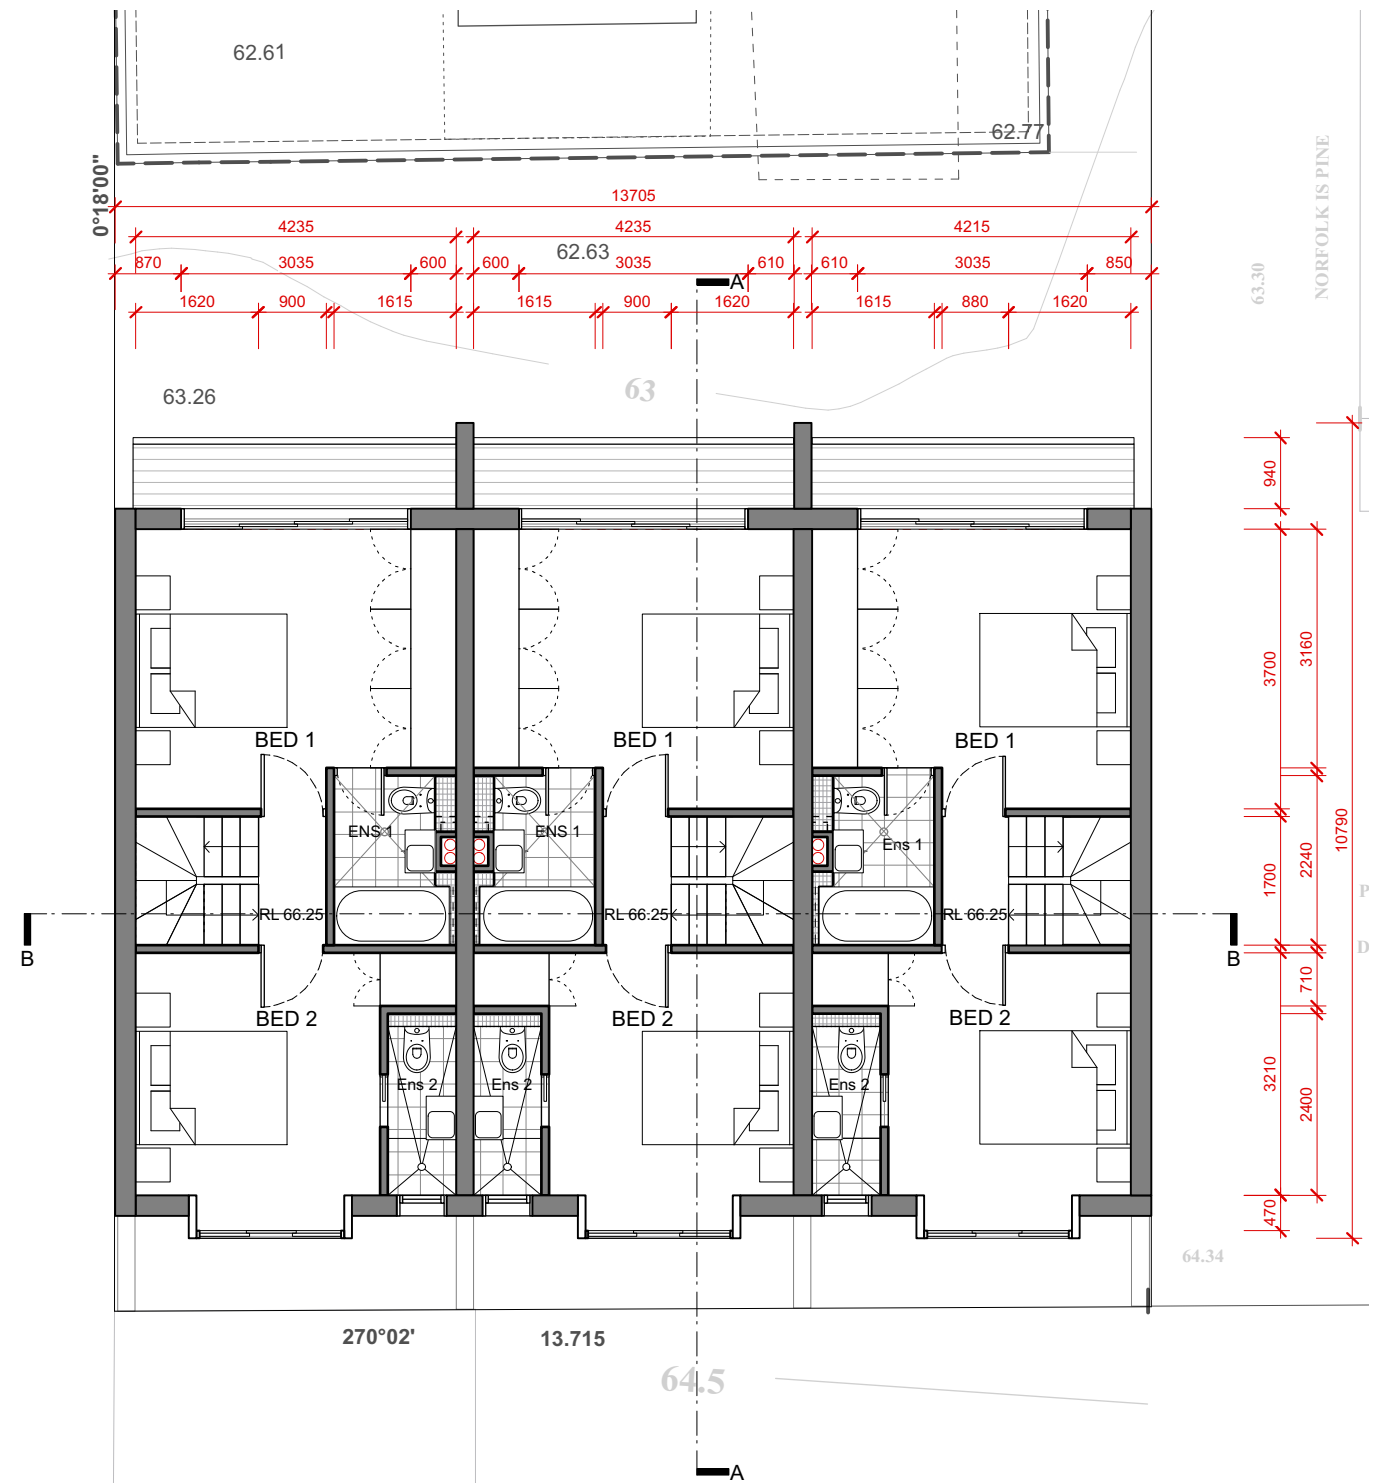 62.61
62.77
0°18'00"
NORFOLK IS PINE
13705
4235 4235 4215
62.63
870 3035 600 600 3035 610 610 3035 850
63.30
A
1620 900 1615 1615 900 1620 1615 880 1620
63.26
63
940
3700 3160
10790
BED 1 BED 1 BED 1
ENS 1 ENS 1 Ens 1
1700 2240
P
RL 66.25 RL 66.25 RL 66.25
B B
D
710
BED 2 BED 2 BED 2
3210 2400
Ens 2 Ens 2 Ens 2
470
64.34
270°02' 13.715
64.5
A